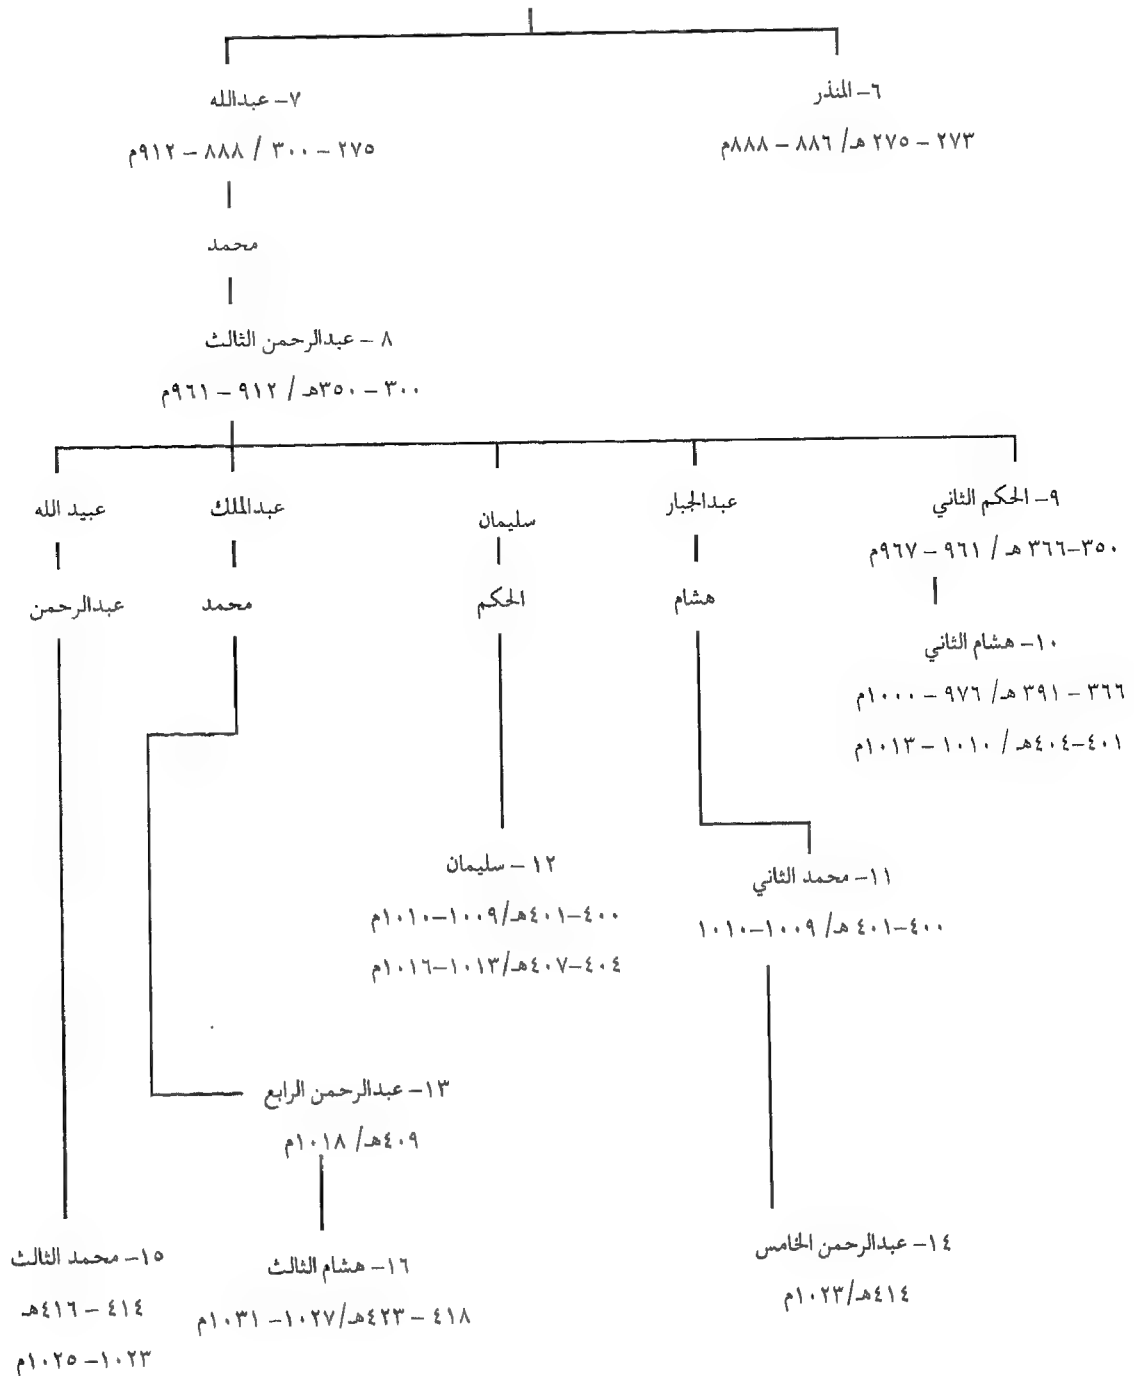 ٦- المنذر
٢٧٣ - ٢٧٥ هـ/ ٨٨٦ - ٨٨٨م
٧- عبدالله
٢٧٥ - ٣٠٠ / ٨٨٨ - ٩١٢م
محمد
٨ - عبدالرحمن الثالث
٣٠٠ - ٣٥٠هـ/ ٩١٢ - ٩٦١م
٩- الحكم الثاني
٣٥٠-٣٦٦ هـ/ ٩٦١ - ٩٦٧م
١٠- هشام الثاني
٣٦٦ - ٣٩١ هـ/ ٩٧٦ - ١٠٠٠م
٤٠١-٤٠٤هـ/ ١٠١٠ - ١٠١٣م
عبدالجبار
هشام
١١- محمد الثاني
٤٠٠-٤٠١ هـ/ ١٠٠٩-١٠١٠
١٤- عبدالرحمن الخامس
٤١٤هـ/١٠٢٣م
سليمان
الحكم
١٢ - سليمان
٤٠٠-٤٠١هـ/١٠٠٩-١٠١٠م
٤٠٤-٤٠٧هـ/١٠١٣-١٠١٦م
عبدالملك
محمد
١٣- عبدالرحمن الرابع
٤٠٩هـ/ ١٠١٨م
١٦- هشام الثالث
٤١٨ - ٤٢٣هـ/١٠٢٧-١٠٣١م
عبيد الله
عبدالرحمن
١٥- محمد الثالث
٤١٤ - ٤١٦هـ
١٠٢٣-١٠٢٥م